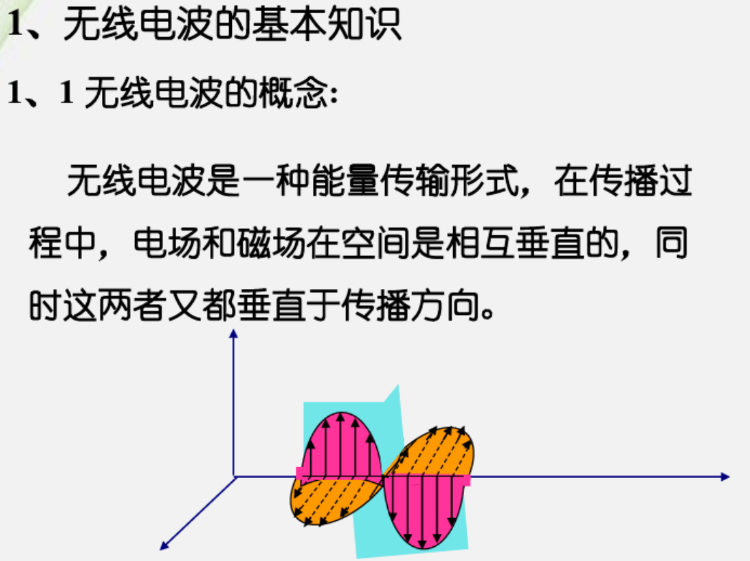 1、无线电波的基本知识
1、1 无线电波的概念:
无线电波是一种能量传输形式，在传播过
程中，电场和磁场在空间是相互垂直的，同
时这两者又都垂直于传播方向。